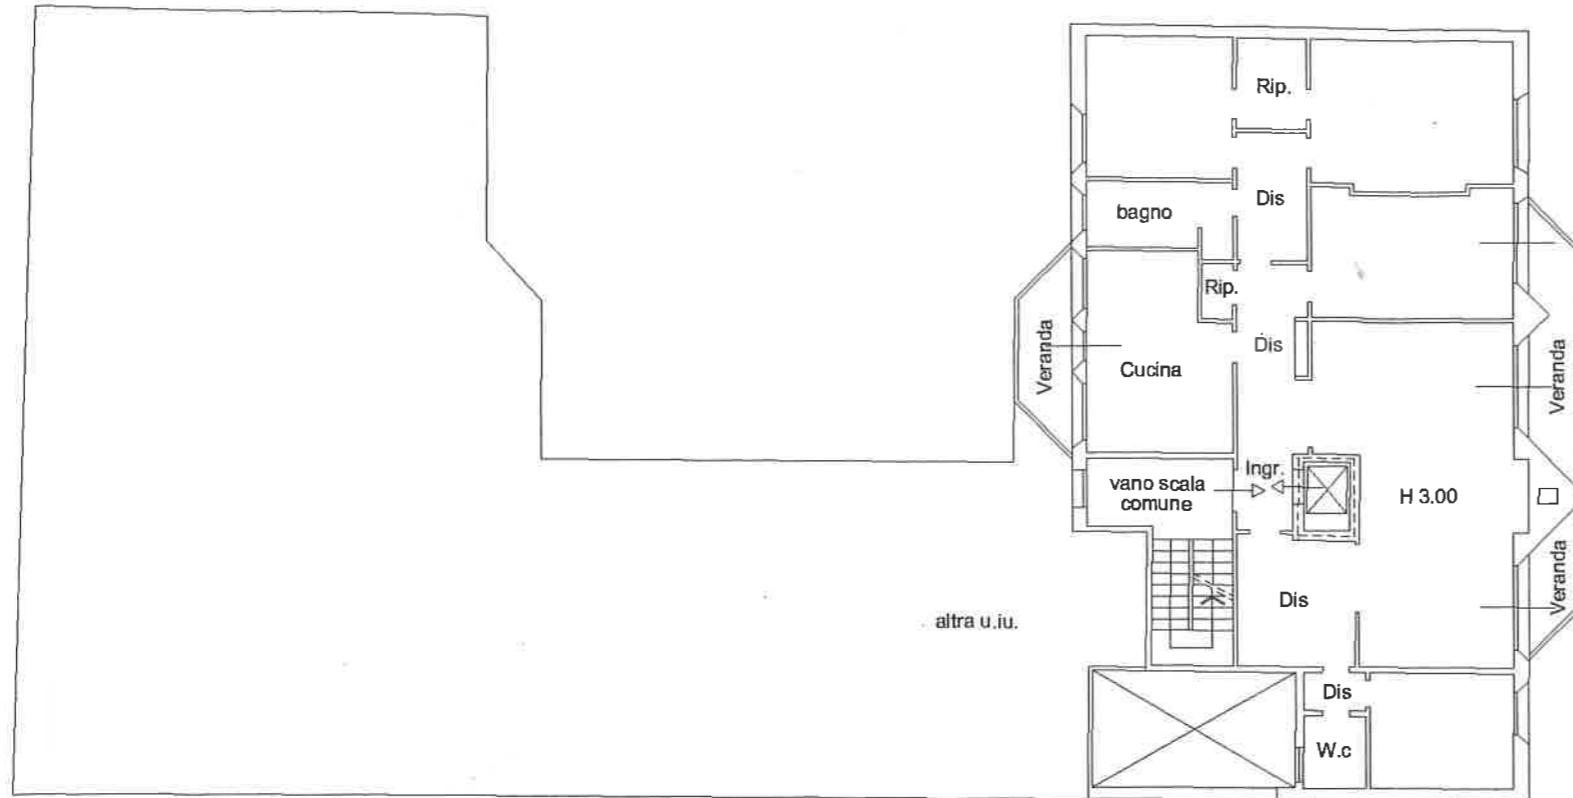 Rip.
Dis
bagno
Rip.
Dis
Veranda
Cucina
Veranda
Ingr.
vano scala
comune
H 3.00
Veranda
Dis
altra u.iu.
Dis
W.c